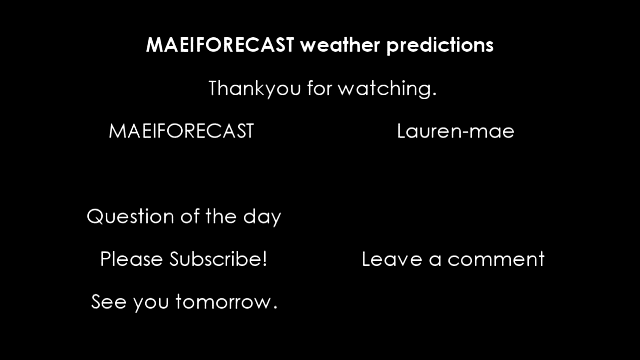 MAEIFORECAST weather predictions
Thankyou for watching.
MAEIFORECAST Lauren-mae
Question of the day
Please Subscribe! Leave a comment
See you tomorrow.